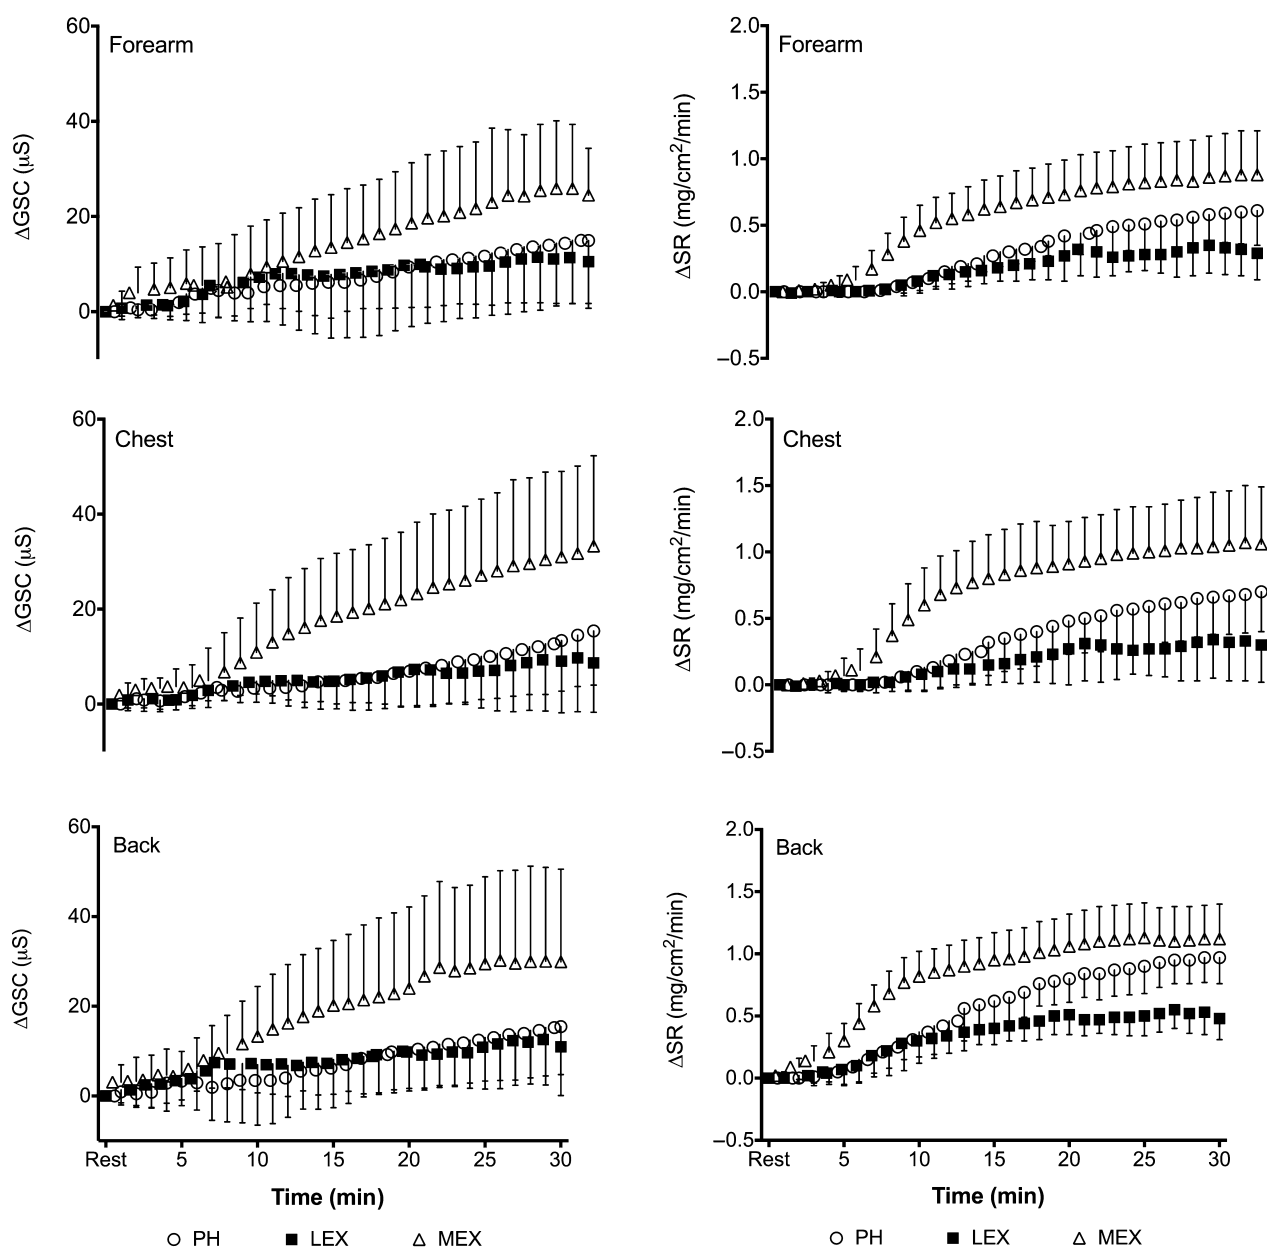 Forearm
60
40
20
0
ΔGSC (μS)
Forearm
2.0
1.5
1.0
0.5
0.0
–0.5
ΔSR (mg/cm²/min)
Chest
60
40
20
0
ΔGSC (μS)
Chest
2.0
1.5
1.0
0.5
0.0
–0.5
ΔSR (mg/cm²/min)
Back
60
40
20
0
ΔGSC (μS)
Rest 5 10 15 20 25 30
Time (min)
PH LEX MEX
Back
2.0
1.5
1.0
0.5
0.0
–0.5
ΔSR (mg/cm²/min)
Rest 5 10 15 20 25 30
Time (min)
PH LEX MEX